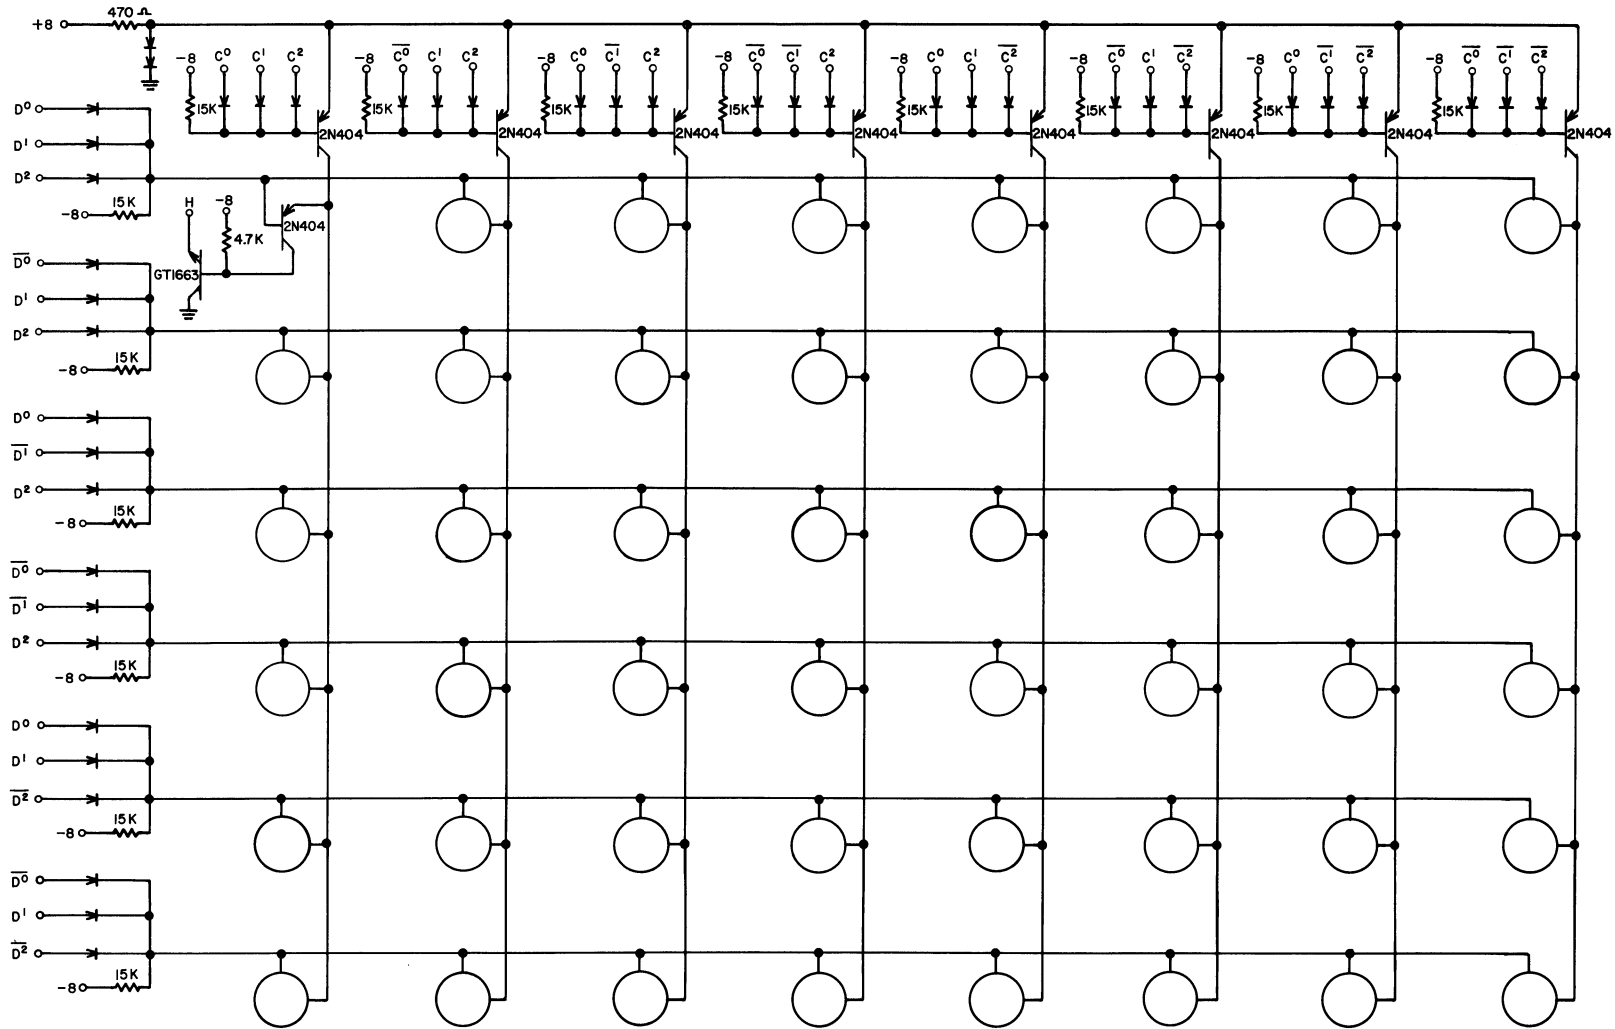 +8 470 Ω
-8 C⁰ C¹ C² -8 C̅⁰̅ C¹ C² -8 C⁰ C̅¹̅ C² -8 C̅⁰̅ C̅¹̅ C² -8 C⁰ C¹ C̅²̅ -8 C̅⁰̅ C¹ C̅²̅ -8 C⁰ C̅¹̅ C̅²̅ -8 C̅⁰̅ C̅¹̅ C̅²̅
D⁰ 15K 15K 15K 15K 15K 15K 15K 15K
2N404 2N404 2N404 2N404 2N404 2N404 2N404 2N404
D¹
D²
-8 15K H -8
2N404
4.7K
D̅⁰̅ GT1663
D¹
D²
-8 15K
D⁰
D̅¹̅
D²
-8 15K
D̅⁰̅
D̅¹̅
D²
-8 15K
D⁰
D¹
D̅²̅
-8 15K
D̅⁰̅
D¹
D̅²̅
-8 15K